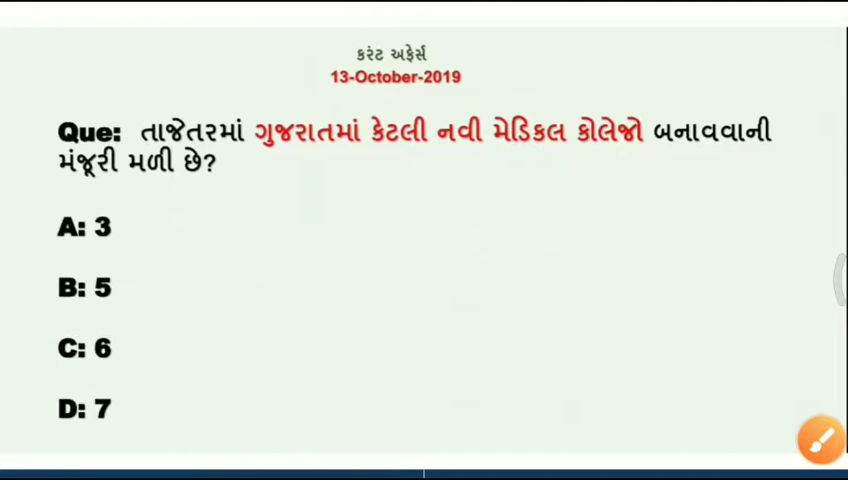 કરંટ અફેર્સ
13-October-2019
Que: તાજેતરમાં ગુજરાતમાં કેટલી નવી મેડિકલ કોલેજો બનાવવાની
મંજૂરી મળી છે?
A: 3
B: 5
C: 6
D: 7